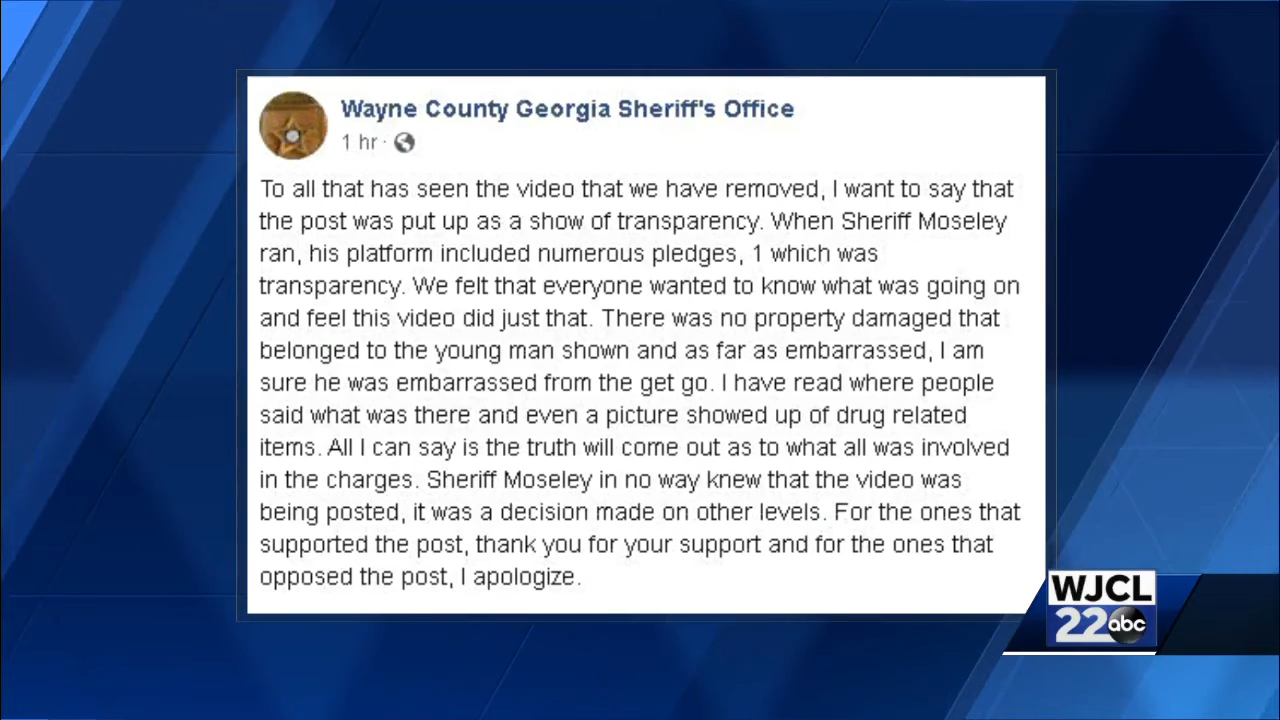 Wayne County Georgia Sheriff's Office
1 hr ·
To all that has seen the video that we have removed, I want to say that
the post was put up as a show of transparency. When Sheriff Moseley
ran, his platform included numerous pledges, 1 which was
transparency. We felt that everyone wanted to know what was going on
and feel this video did just that. There was no property damaged that
belonged to the young man shown and as far as embarrassed, I am
sure he was embarrassed from the get go. I have read where people
said what was there and even a picture showed up of drug related
items. All I can say is the truth will come out as to what all was involved
in the charges. Sheriff Moseley in no way knew that the video was
being posted, it was a decision made on other levels. For the ones that
supported the post, thank you for your support and for the ones that
opposed the post, I apologize.
WJCL
22 abc